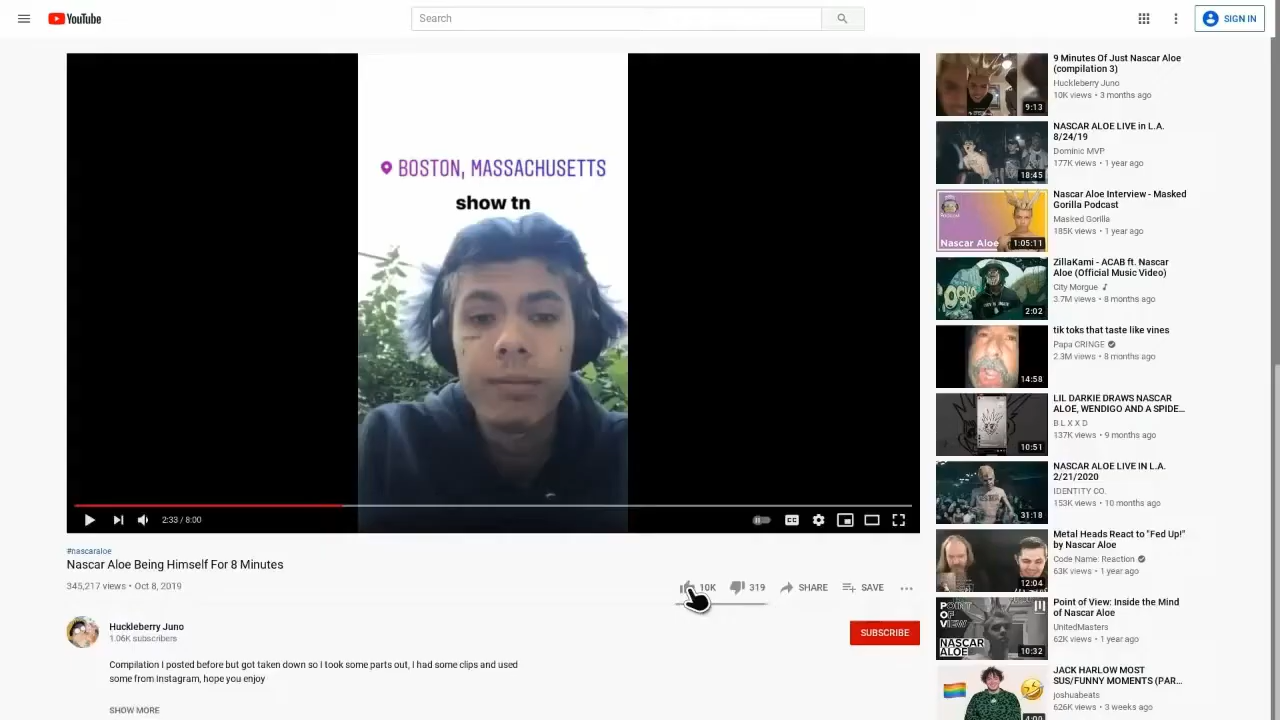 YouTube
Search
SIGN IN
BOSTON, MASSACHUSETTS
show tn
2:33 / 8:00
CC
#nascaraloe
Nascar Aloe Being Himself For 8 Minutes
345,217 views • Oct 8, 2019
10K
319
SHARE
SAVE
Huckleberry Juno
1.06K subscribers
SUBSCRIBE
Compilation I posted before but got taken down so I took some parts out, I had some clips and used
some from Instagram, hope you enjoy
SHOW MORE
9:13
9 Minutes Of Just Nascar Aloe
(compilation 3)
Huckleberry Juno
10K views • 3 months ago
18:45
NASCAR ALOE LIVE in L.A.
8/24/19
Dominic MVP
177K views • 1 year ago
Nascar Aloe
1:05:11
Nascar Aloe Interview - Masked
Gorilla Podcast
Masked Gorilla
185K views • 1 year ago
2:02
ZillaKami - ACAB ft. Nascar
Aloe (Official Music Video)
City Morgue
3.7M views • 8 months ago
14:58
tik toks that taste like vines
Papa CRINGE
2.3M views • 8 months ago
10:51
LIL DARKIE DRAWS NASCAR
ALOE, WENDIGO AND A SPIDE...
B L X X D
137K views • 9 months ago
31:18
NASCAR ALOE LIVE IN L.A.
2/21/2020
IDENTITY CO.
153K views • 10 months ago
12:04
Metal Heads React to "Fed Up!"
by Nascar Aloe
Code Name: Reaction
63K views • 1 year ago
POINT
OF
VIEW
NASCAR
ALOE
10:32
Point of View: Inside the Mind
of Nascar Aloe
UnitedMasters
62K views • 1 year ago
4:00
JACK HARLOW MOST
SUS/FUNNY MOMENTS (PAR...
joshuabeats
626K views • 3 weeks ago